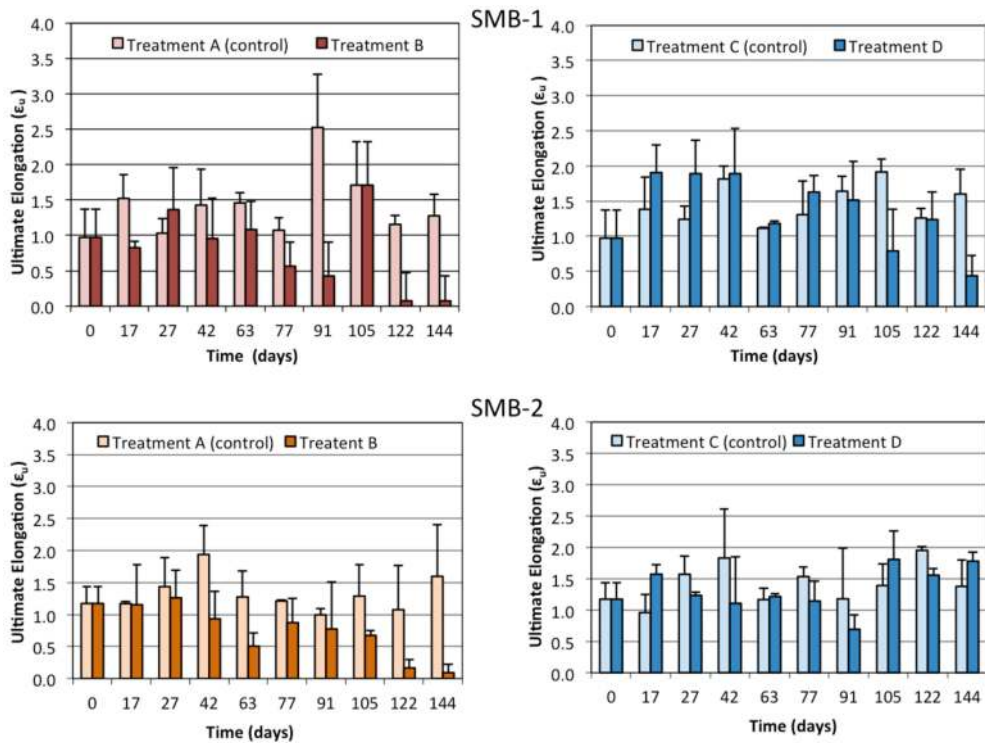 SMB-1
4.0
3.5
3.0
2.5
2.0
1.5
1.0
0.5
0.0
Ultimate Elongation (εu)
Treatment A (control) Treatment B
0 17 27 42 63 77 91 105 122 144
Time (days)
4.0
3.5
3.0
2.5
2.0
1.5
1.0
0.5
0.0
Ultimate Elongation (εu)
Treatment C (control) Treatment D
0 17 27 42 63 77 91 105 122 144
Time (days)
SMB-2
4.0
3.5
3.0
2.5
2.0
1.5
1.0
0.5
0.0
Ultimate Elongation (εu)
Treatment A (control) Treatent B
0 17 27 42 63 77 91 105 122 144
Time (days)
4.0
3.5
3.0
2.5
2.0
1.5
1.0
0.5
0.0
Ultimate Elongation (εu)
Treatment C (control) Treatment D
0 17 27 42 63 77 91 105 122 144
Time (days)